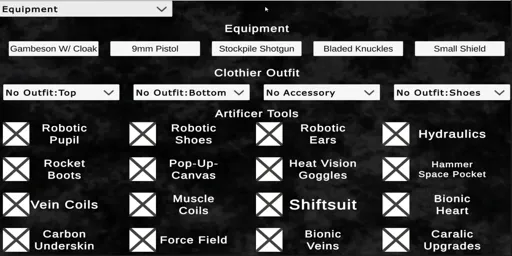 Equipment
Equipment
Gambeson W/ Cloak
9mm Pistol
Stockpile Shotgun
Bladed Knuckles
Small Shield
Clothier Outfit
No Outfit:Top
No Outfit:Bottom
No Accessory
No Outfit:Shoes
Artificer Tools
Robotic
Pupil
Robotic
Shoes
Robotic
Ears
Hydraulics
Rocket
Boots
Pop-Up-
Canvas
Heat Vision
Goggles
Hammer
Space Pocket
Vein Coils
Muscle
Coils
Shiftsuit
Bionic
Heart
Carbon
Underskin
Force Field
Bionic
Veins
Caralic
Upgrades